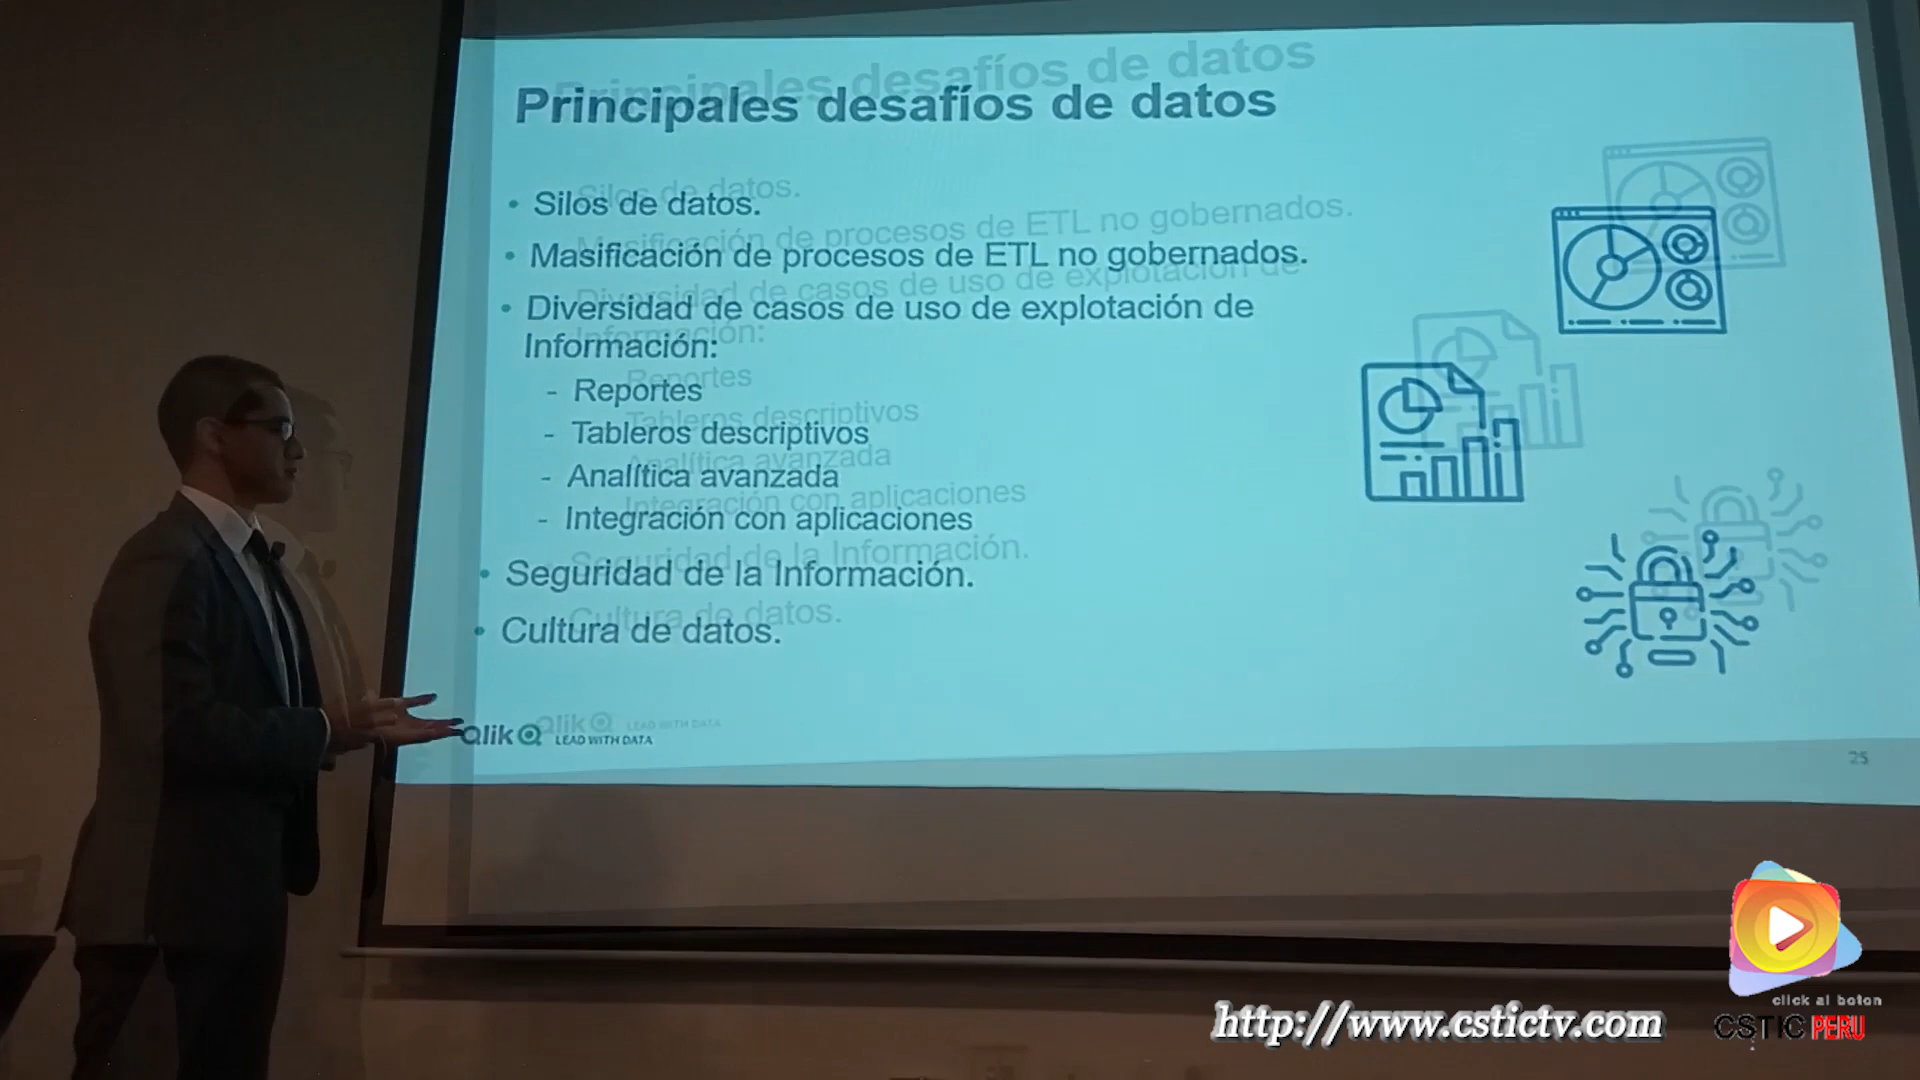 Principales desafíos de datos
• Silos de datos.
• Masificación de procesos de ETL no gobernados.
• Diversidad de casos de uso de explotación de
Información:
- Reportes
- Tableros descriptivos
- Analítica avanzada
- Integración con aplicaciones
• Seguridad de la Información.
• Cultura de datos.
Qlik LEAD WITH DATA
25
click al boton
http://www.cstictv.com
CSTIC PERU